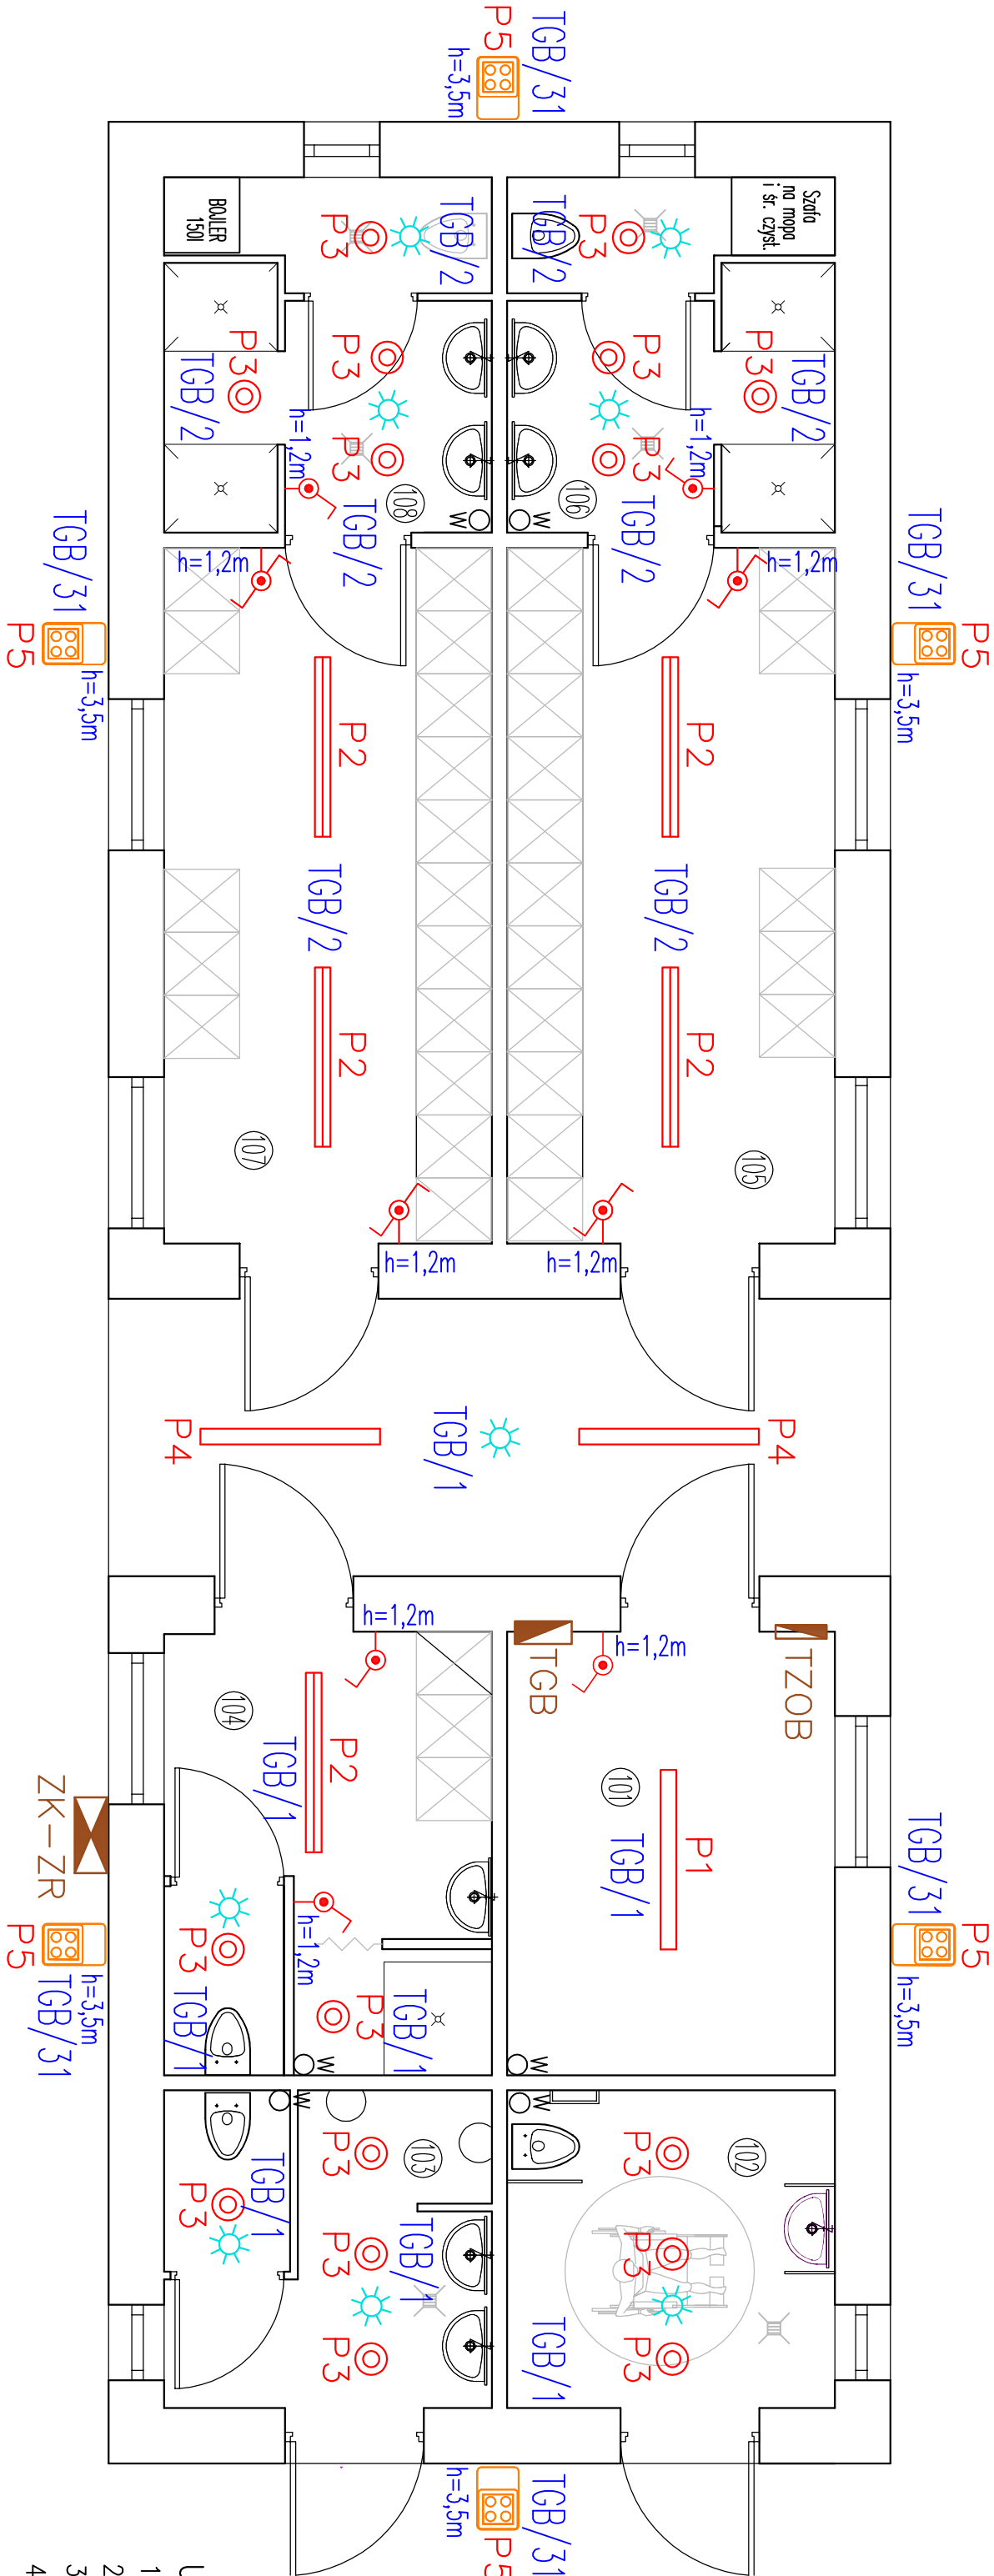 TGB/31
P5
h=3,5m
Szafa
na mopa
i śr. czyst.
BOJLER
150l
P3
TGB/2
P3
TGB/2
P3
TGB/2
P3
P3
h=1,2m
P3
TGB/2
P3
P3
h=1,2m
106
W
TGB/2
108
W
TGB/2
TGB/31
P5
h=3,5m
h=1,2m
TGB/31
P5
h=3,5m
h=1,2m
P2
TGB/2
P2
105
P2
TGB/2
P2
107
h=1,2m
h=1,2m
P4
TGB/1
P4
h=1,2m
h=1,2m
TGB
TZOB
101
P1
TGB/1
W
104
P2
TGB/1
h=1,2m
P3
TGB/1
W
P3
TGB/1
ZK-ZR
TGB/31
P5
h=3,5m
P5
h=3,5m
TGB/31
W
102
P3
P3
P3
TGB/1
103
P3
P3
P3
TGB/1
W
P3
TGB/1
TGB/31
P5
h=3,5m
U
1
2
3
4